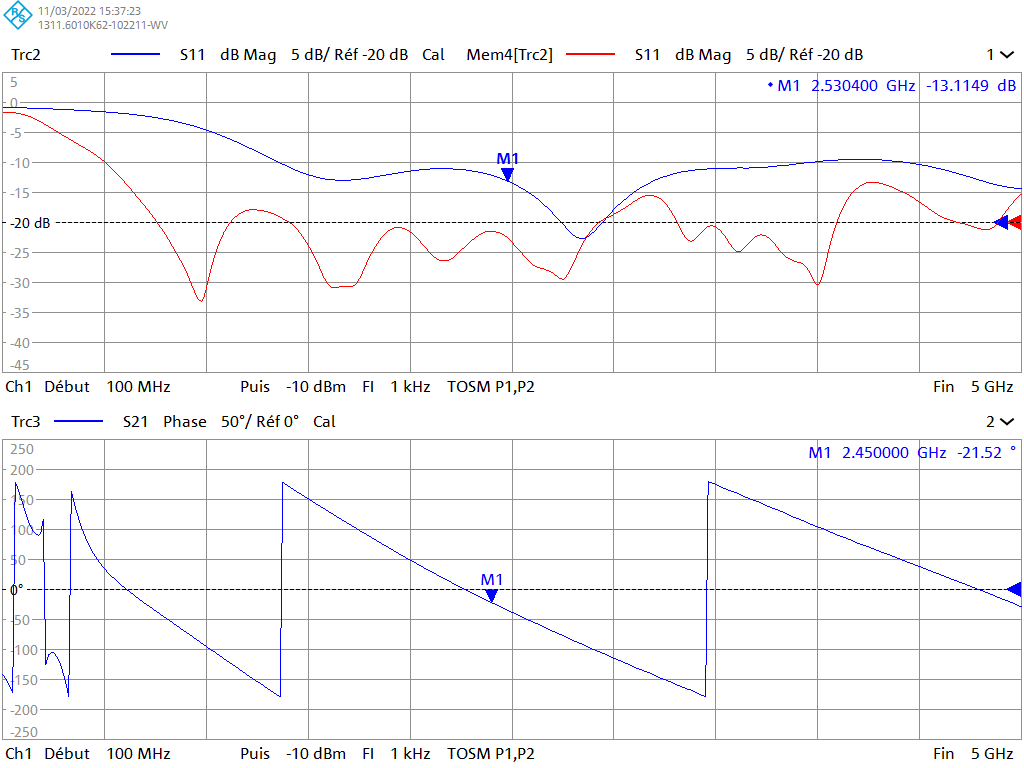 R&S
11/03/2022 15:37:23
1311.6010K62-102211-WV
Trc2 S11 dB Mag 5 dB/ Réf -20 dB Cal Mem4[Trc2] S11 dB Mag 5 dB/ Réf -20 dB 1
M1 2.530400 GHz -13.1149 dB
5
0
-5
-10
M1
-15
-20 dB
-25
-30
-35
-40
-45
Ch1 Début 100 MHz Puis -10 dBm FI 1 kHz TOSM P1,P2 Fin 5 GHz
Trc3 S21 Phase 50°/ Réf 0° Cal 2
M1 2.450000 GHz -21.52 °
250
200
150
100
50
M1
0°
-50
-100
-150
-200
-250
Ch1 Début 100 MHz Puis -10 dBm FI 1 kHz TOSM P1,P2 Fin 5 GHz